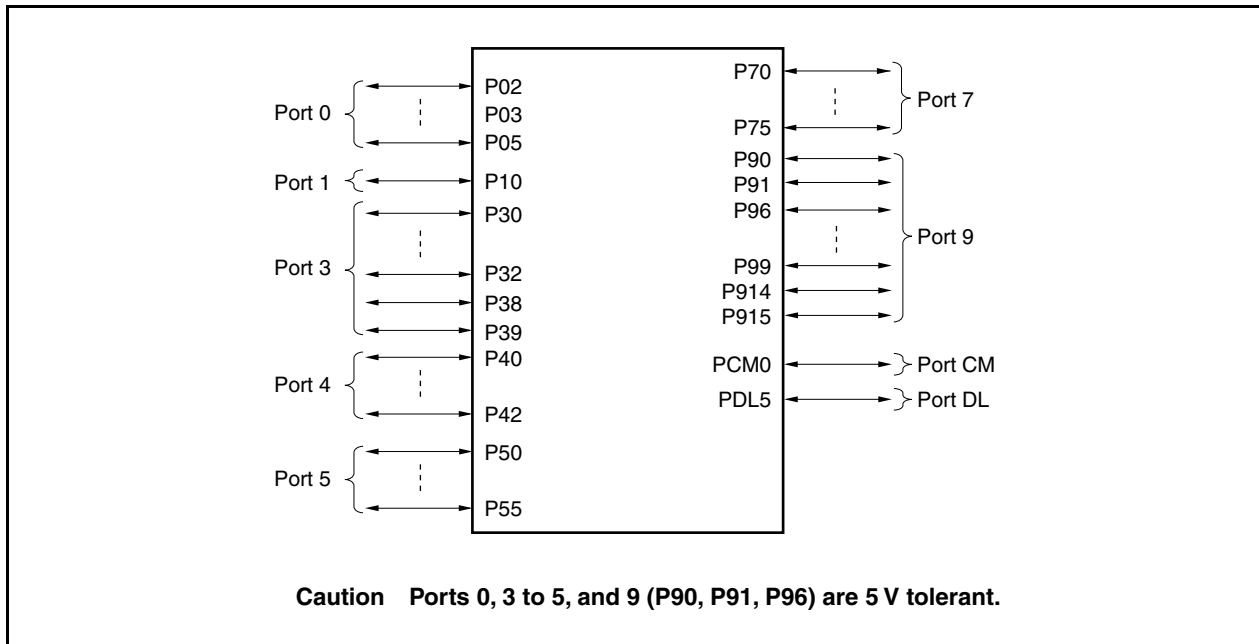 Port 0
P02
P03
P05
Port 1
P10
Port 3
P30
P32
P38
P39
Port 4
P40
P42
Port 5
P50
P55
P70
P75
Port 7
P90
P91
P96
P99
P914
P915
Port 9
PCM0
Port CM
PDL5
Port DL
Caution Ports 0, 3 to 5, and 9 (P90, P91, P96) are 5 V tolerant.